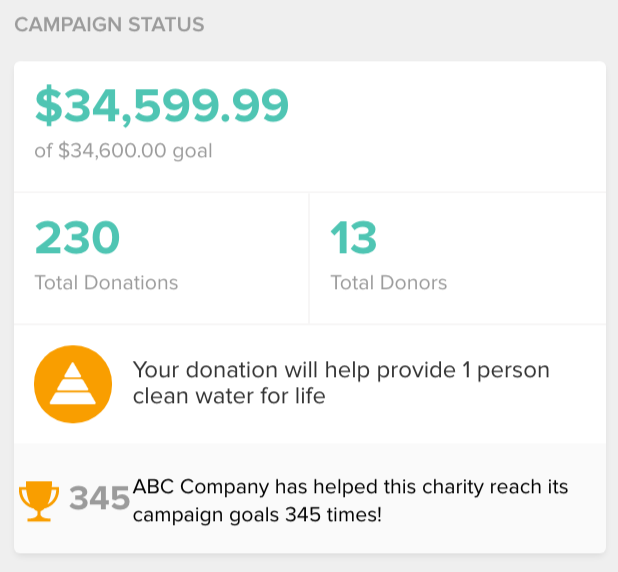 CAMPAIGN STATUS
$34,599.99
of $34,600.00 goal
230
Total Donations
13
Total Donors
Your donation will help provide 1 person
clean water for life
345
ABC Company has helped this charity reach its
campaign goals 345 times!